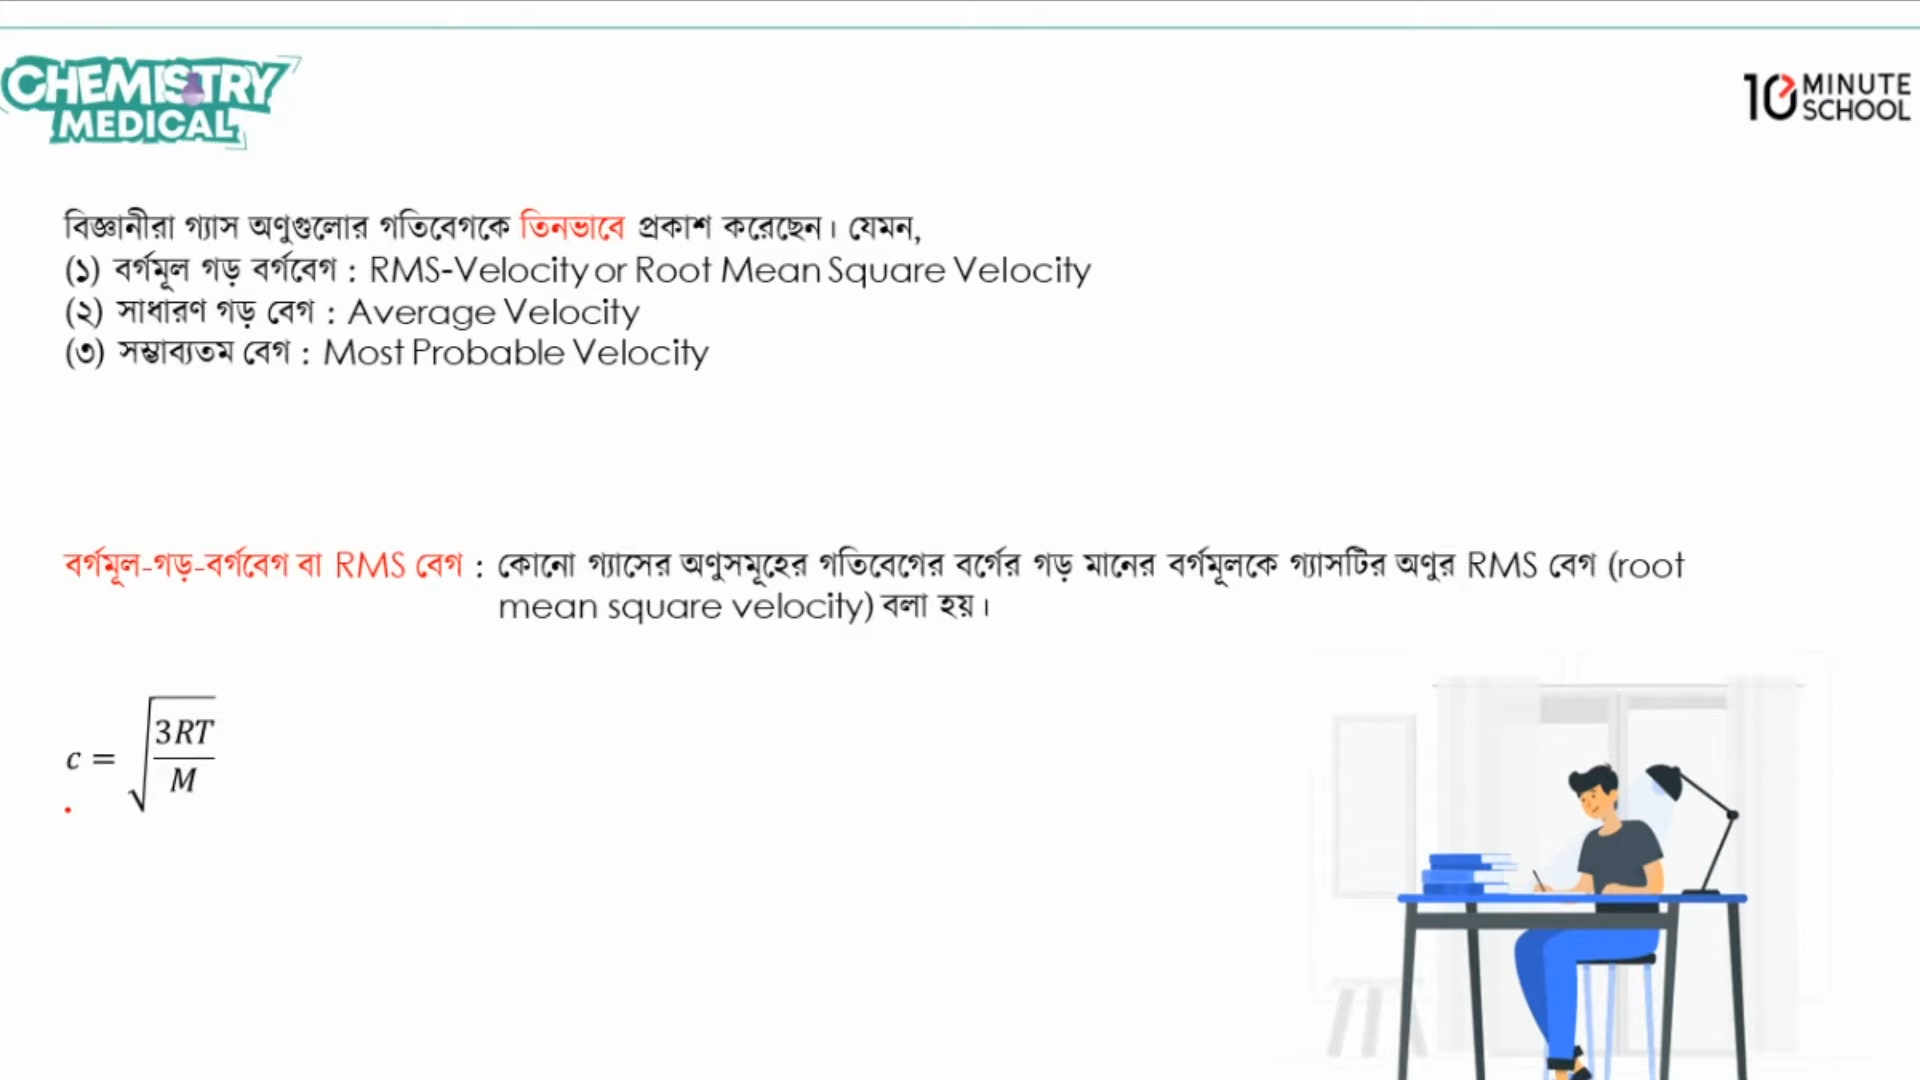 CHEMISTRY
MEDICAL
10 MINUTE
SCHOOL
বিজ্ঞানীরা গ্যাস অণুগুলোর গতিবেগকে তিনভাবে প্রকাশ করেছেন। যেমন,
(১) বর্গমূল গড় বর্গবেগ : RMS-Velocity or Root Mean Square Velocity
(২) সাধারণ গড় বেগ : Average Velocity
(৩) সম্ভাব্যতম বেগ : Most Probable Velocity
বর্গমূল-গড়-বর্গবেগ বা RMS বেগ : কোনো গ্যাসের অণুসমূহের গতিবেগের বর্গের গড় মানের বর্গমূলকে গ্যাসটির অণুর RMS বেগ (root
mean square velocity) বলা হয়।
c = √(3RT/M)